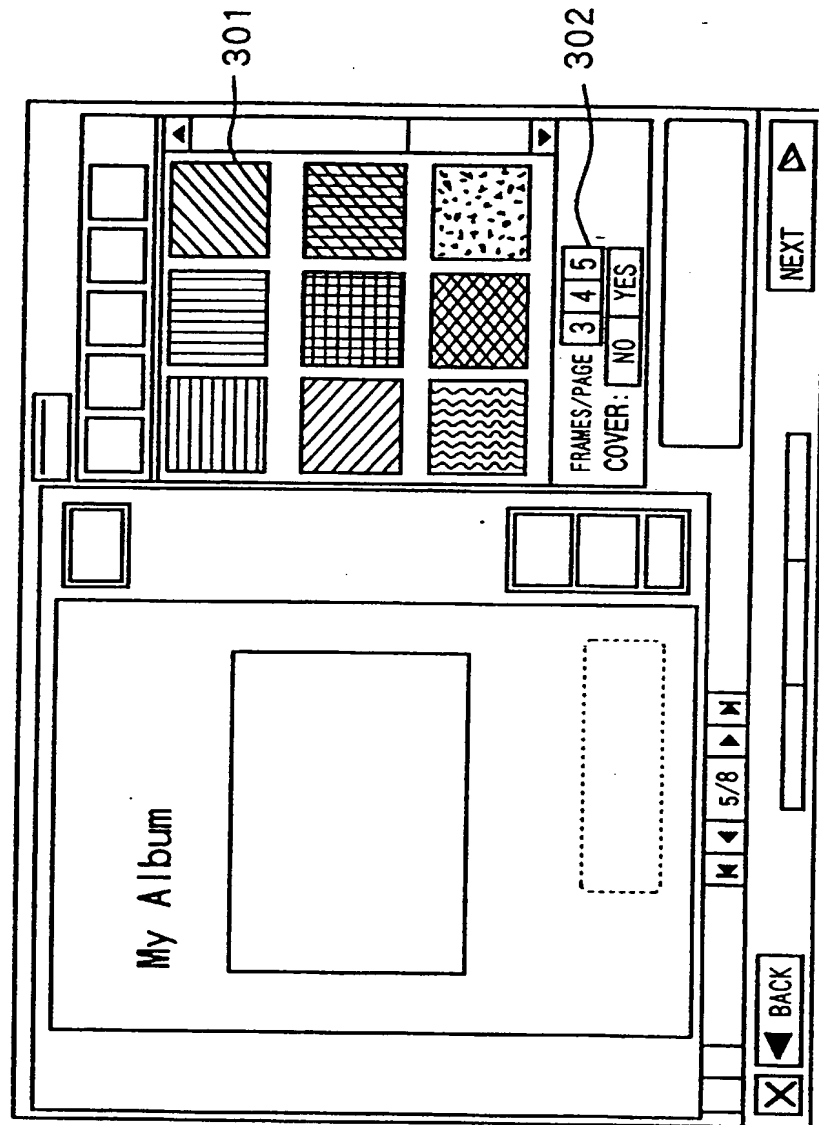 My Album
301
FRAMES/PAGE 3 4 5
302
COVER: NO YES
5/8
X BACK NEXT